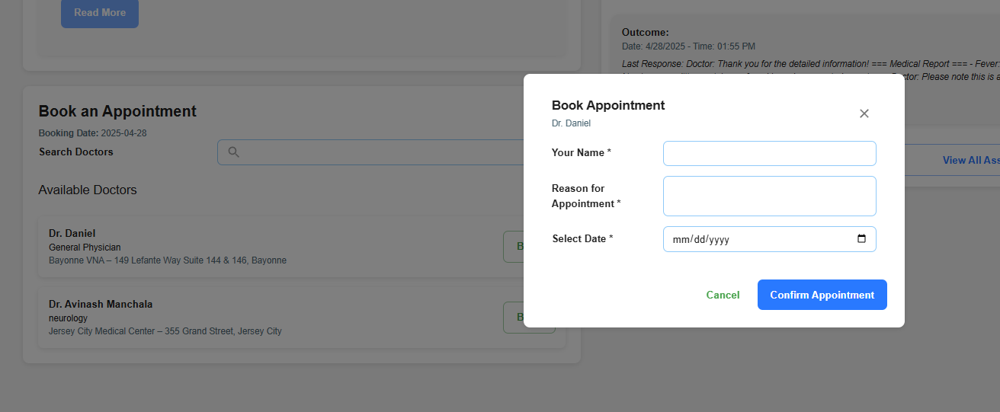 Read More
Book an Appointment
Booking Date: 2025-04-28
Search Doctors
Available Doctors
Dr. Daniel
General Physician
Bayonne VNA – 149 Lefante Way Suite 144 & 146, Bayonne
B
Dr. Avinash Manchala
neurology
Jersey City Medical Center – 355 Grand Street, Jersey City
B
Outcome:
Date: 4/28/2025 - Time: 01:55 PM
Last Response: Doctor: Thank you for the detailed information! === Medical Report === - Fever:
Please note this is a
View All Ass
Book Appointment
Dr. Daniel
Your Name *
Reason for
Appointment *
Select Date *
mm/dd/yyyy
Cancel
Confirm Appointment